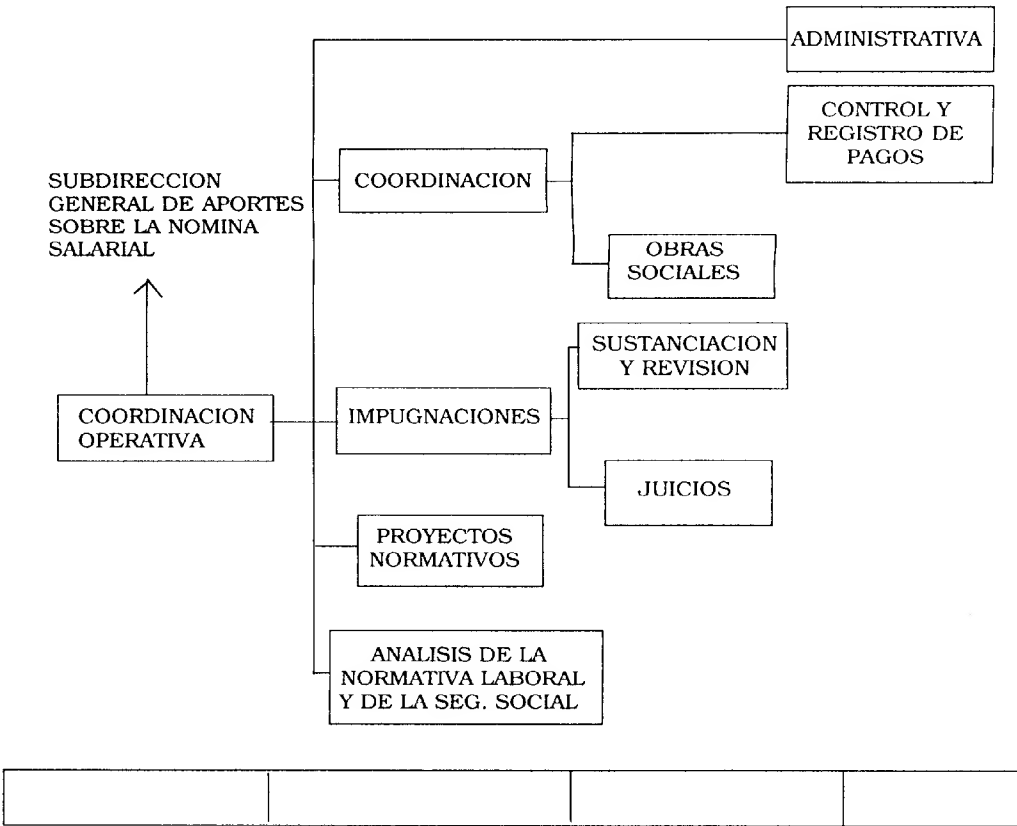 ADMINISTRATIVA
CONTROL Y
REGISTRO DE
PAGOS
COORDINACION
SUBDIRECCION
GENERAL DE APORTES
SOBRE LA NOMINA
SALARIAL
OBRAS
SOCIALES
SUSTANCIACION
Y REVISION
COORDINACION
OPERATIVA
IMPUGNACIONES
JUICIOS
PROYECTOS
NORMATIVOS
ANALISIS DE LA
NORMATIVA LABORAL
Y DE LA SEG. SOCIAL